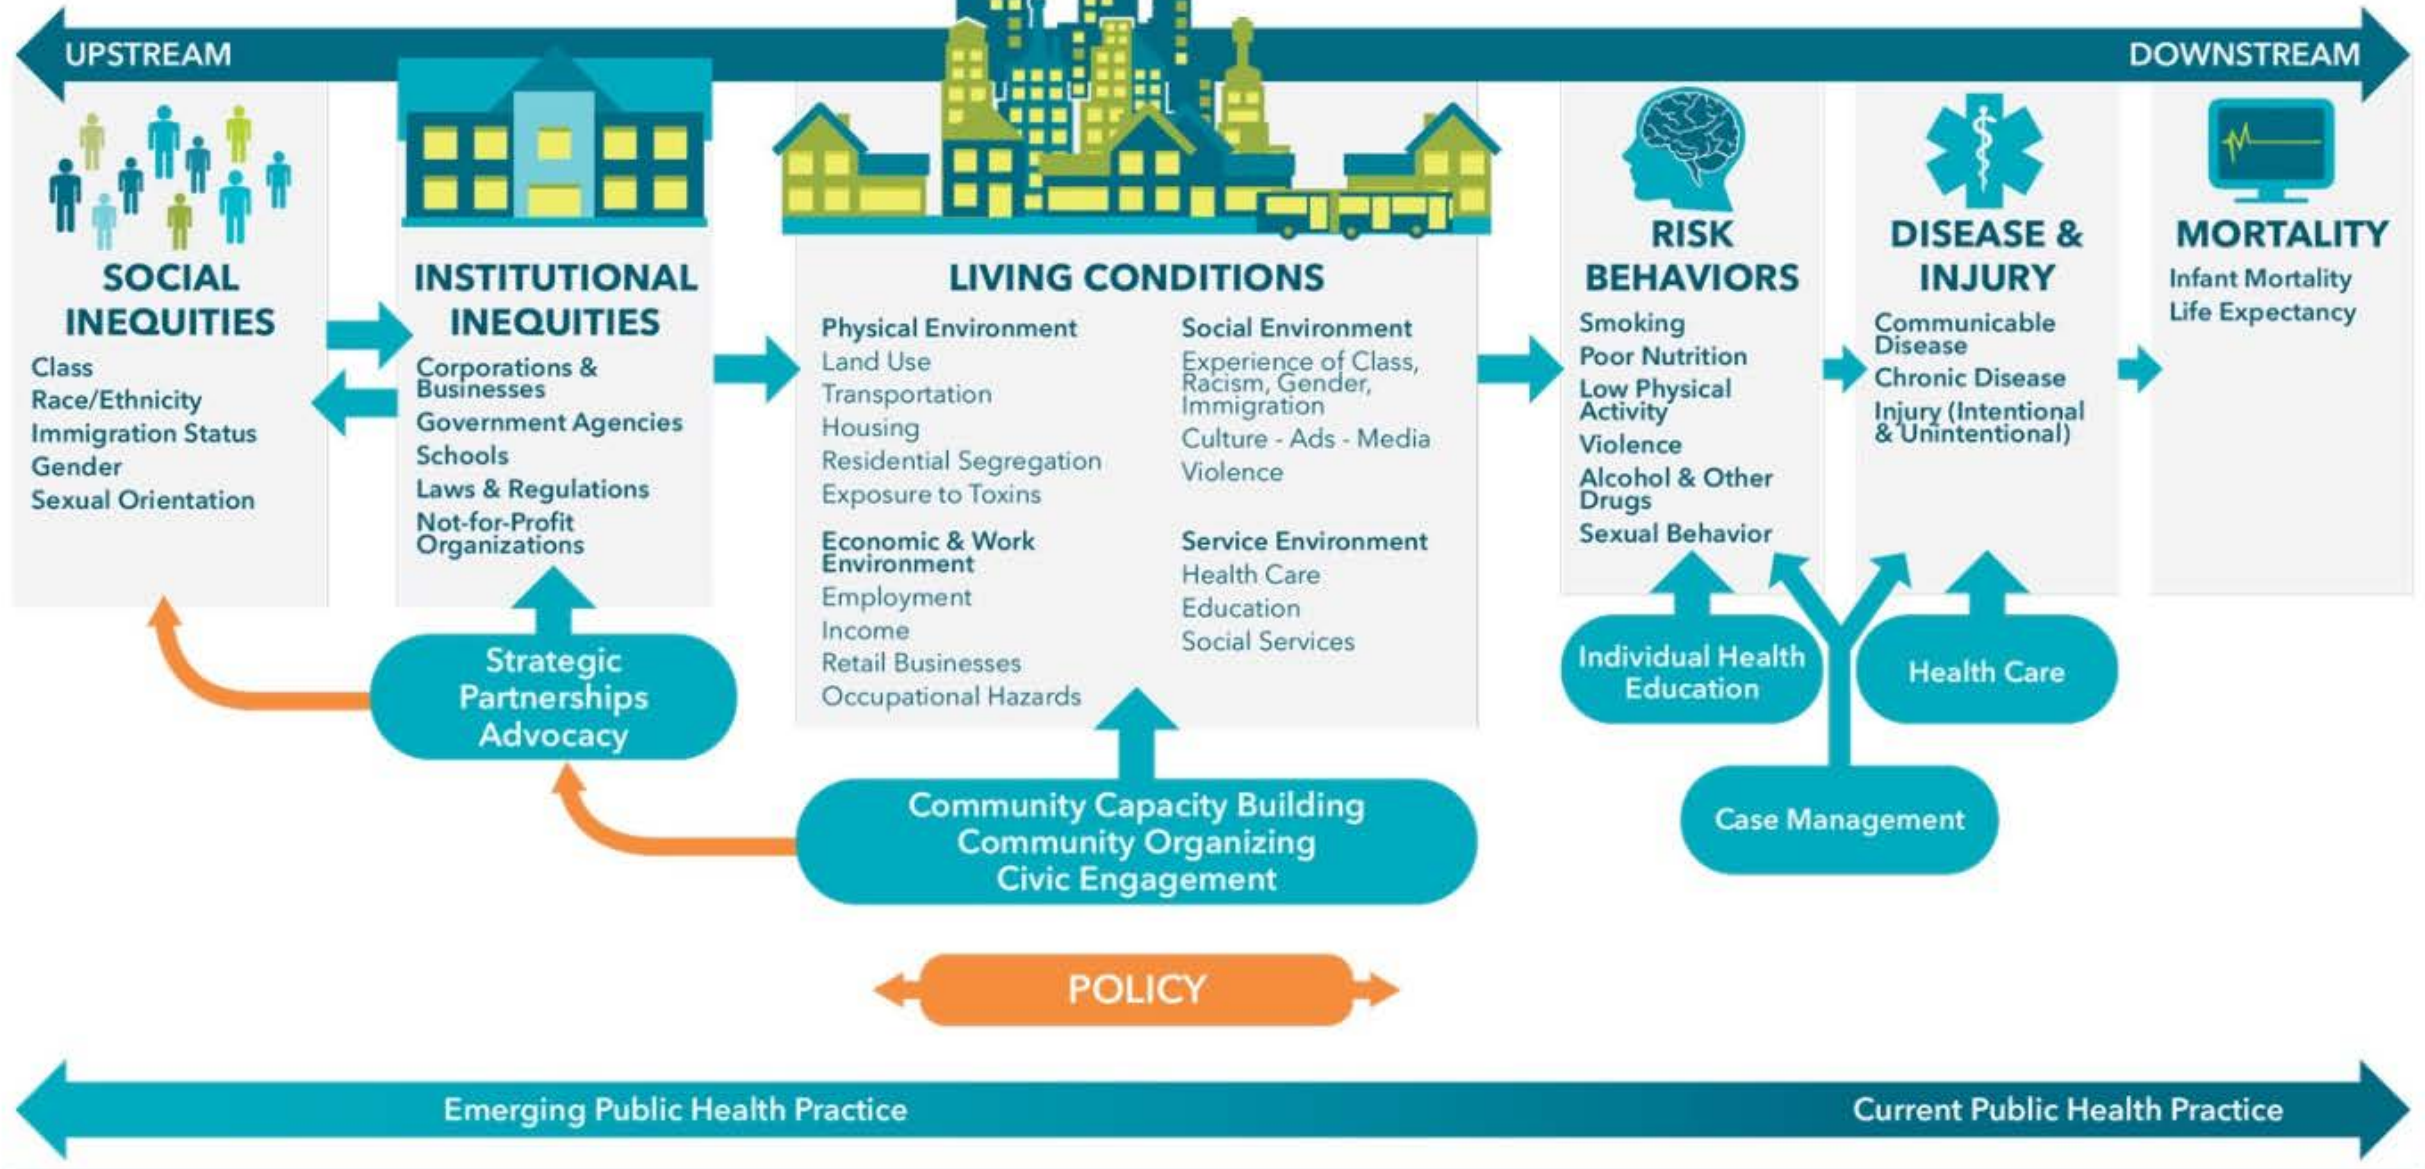 UPSTREAM
DOWNSTREAM
SOCIAL
INEQUITIES
Class
Race/Ethnicity
Immigration Status
Gender
Sexual Orientation
INSTITUTIONAL
INEQUITIES
Corporations &
Businesses
Government Agencies
Schools
Laws & Regulations
Not-for-Profit
Organizations
LIVING CONDITIONS
Physical Environment
Land Use
Transportation
Housing
Residential Segregation
Exposure to Toxins
Economic & Work
Environment
Employment
Income
Retail Businesses
Occupational Hazards
Social Environment
Experience of Class,
Racism, Gender,
Immigration
Culture - Ads - Media
Violence
Service Environment
Health Care
Education
Social Services
RISK
BEHAVIORS
Smoking
Poor Nutrition
Low Physical
Activity
Violence
Alcohol & Other
Drugs
Sexual Behavior
DISEASE &
INJURY
Communicable
Disease
Chronic Disease
Injury (Intentional
& Unintentional)
MORTALITY
Infant Mortality
Life Expectancy
Strategic
Partnerships
Advocacy
Community Capacity Building
Community Organizing
Civic Engagement
Individual Health
Education
Health Care
Case Management
POLICY
Emerging Public Health Practice
Current Public Health Practice